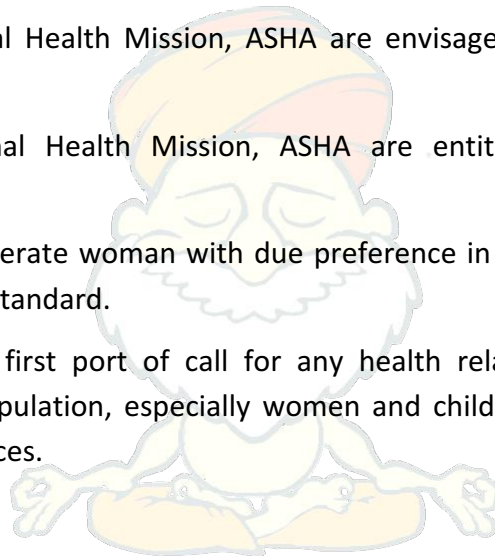 al Health Mission, ASHA are envisage
nal Health Mission, ASHA are entit
erate woman with due preference in
standard.
first port of call for any health rela
pulation, especially women and child
ces.